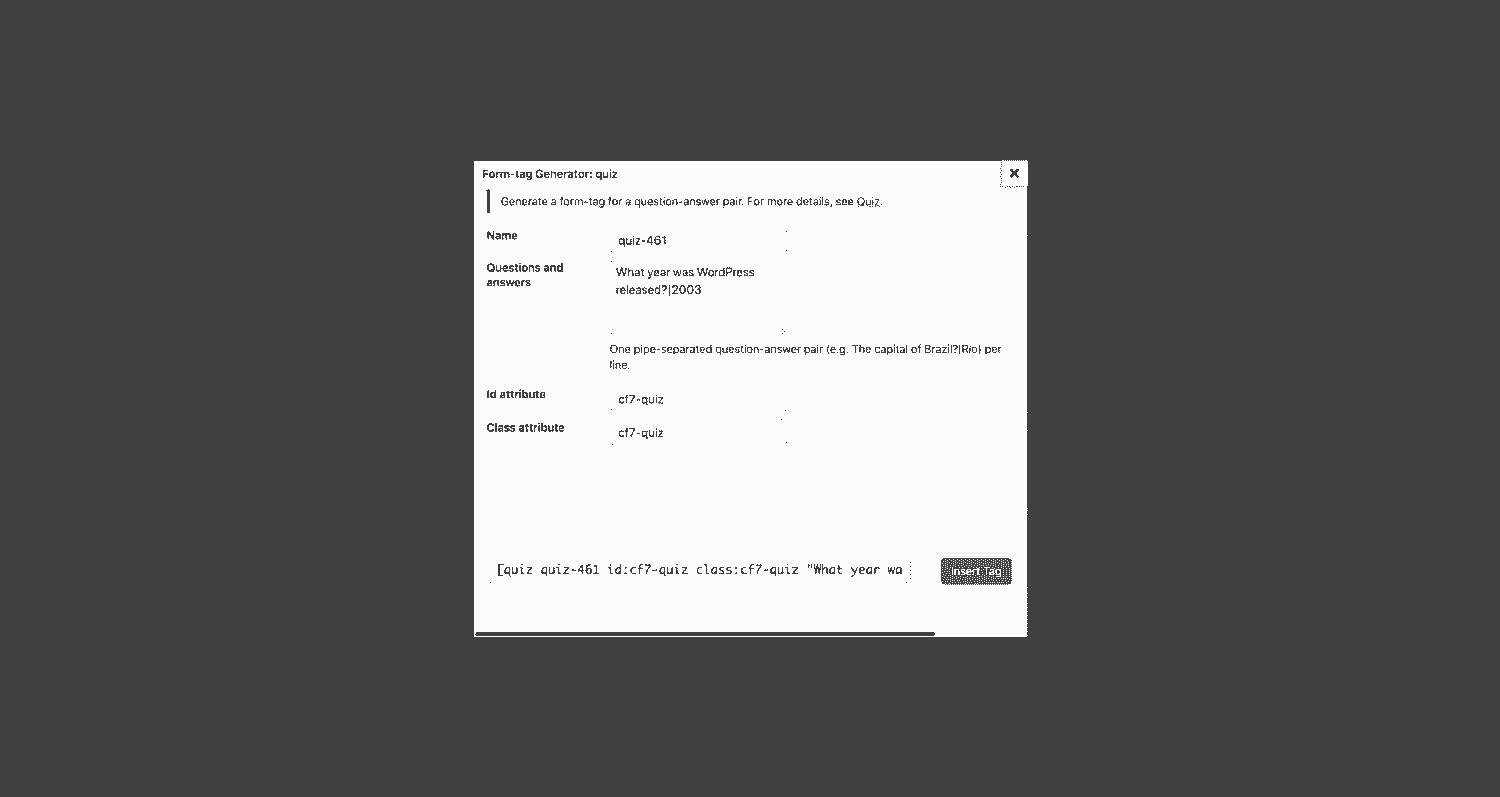 Form-tag Generator: quiz
Generate a form-tag for a question-answer pair. For more details, see Quiz.
Name
quiz-461
Questions and
answers
What year was WordPress
released?|2003
One pipe-separated question-answer pair (e.g. The capital of Brazil?|Rio) per
line.
Id attribute
cf7-quiz
Class attribute
cf7-quiz
[quiz quiz-461 id:cf7-quiz class:cf7-quiz "What year wa
Insert Tag